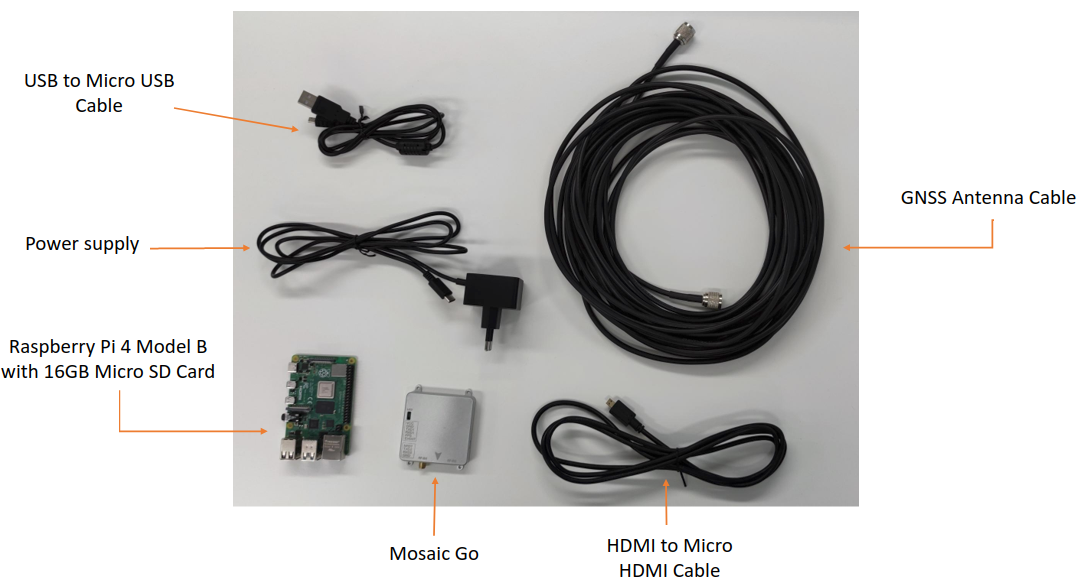 USB to Micro USB
Cable
GNSS Antenna Cable
Power supply
Raspberry Pi 4 Model B
with 16GB Micro SD Card
Mosaic Go
HDMI to Micro
HDMI Cable